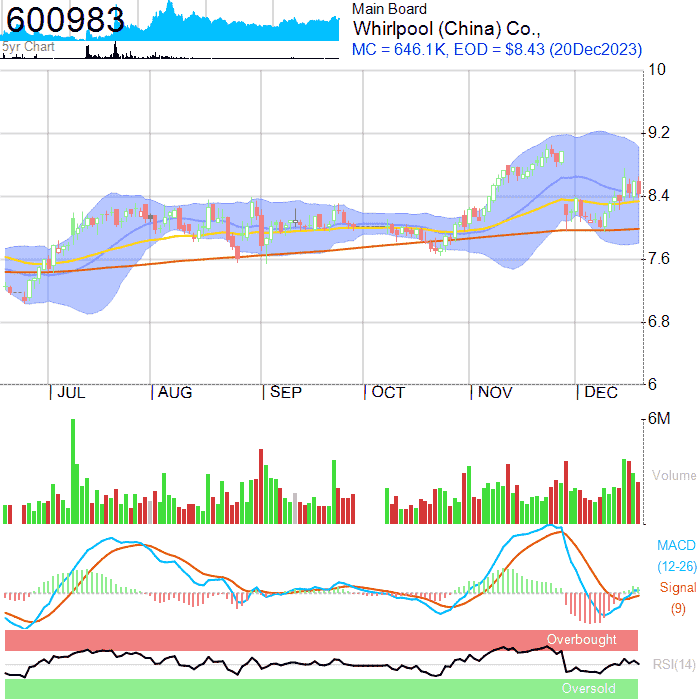 600983
5yr Chart
Main Board
Whirlpool (China) Co.,
MC = 646.1K, EOD = $8.43 (20Dec2023)
10
9.2
8.4
7.6
6.8
6
JUL AUG SEP OCT NOV DEC
6M
Volume
MACD
(12-26)
Signal
(9)
Overbought
RSI(14)
Oversold